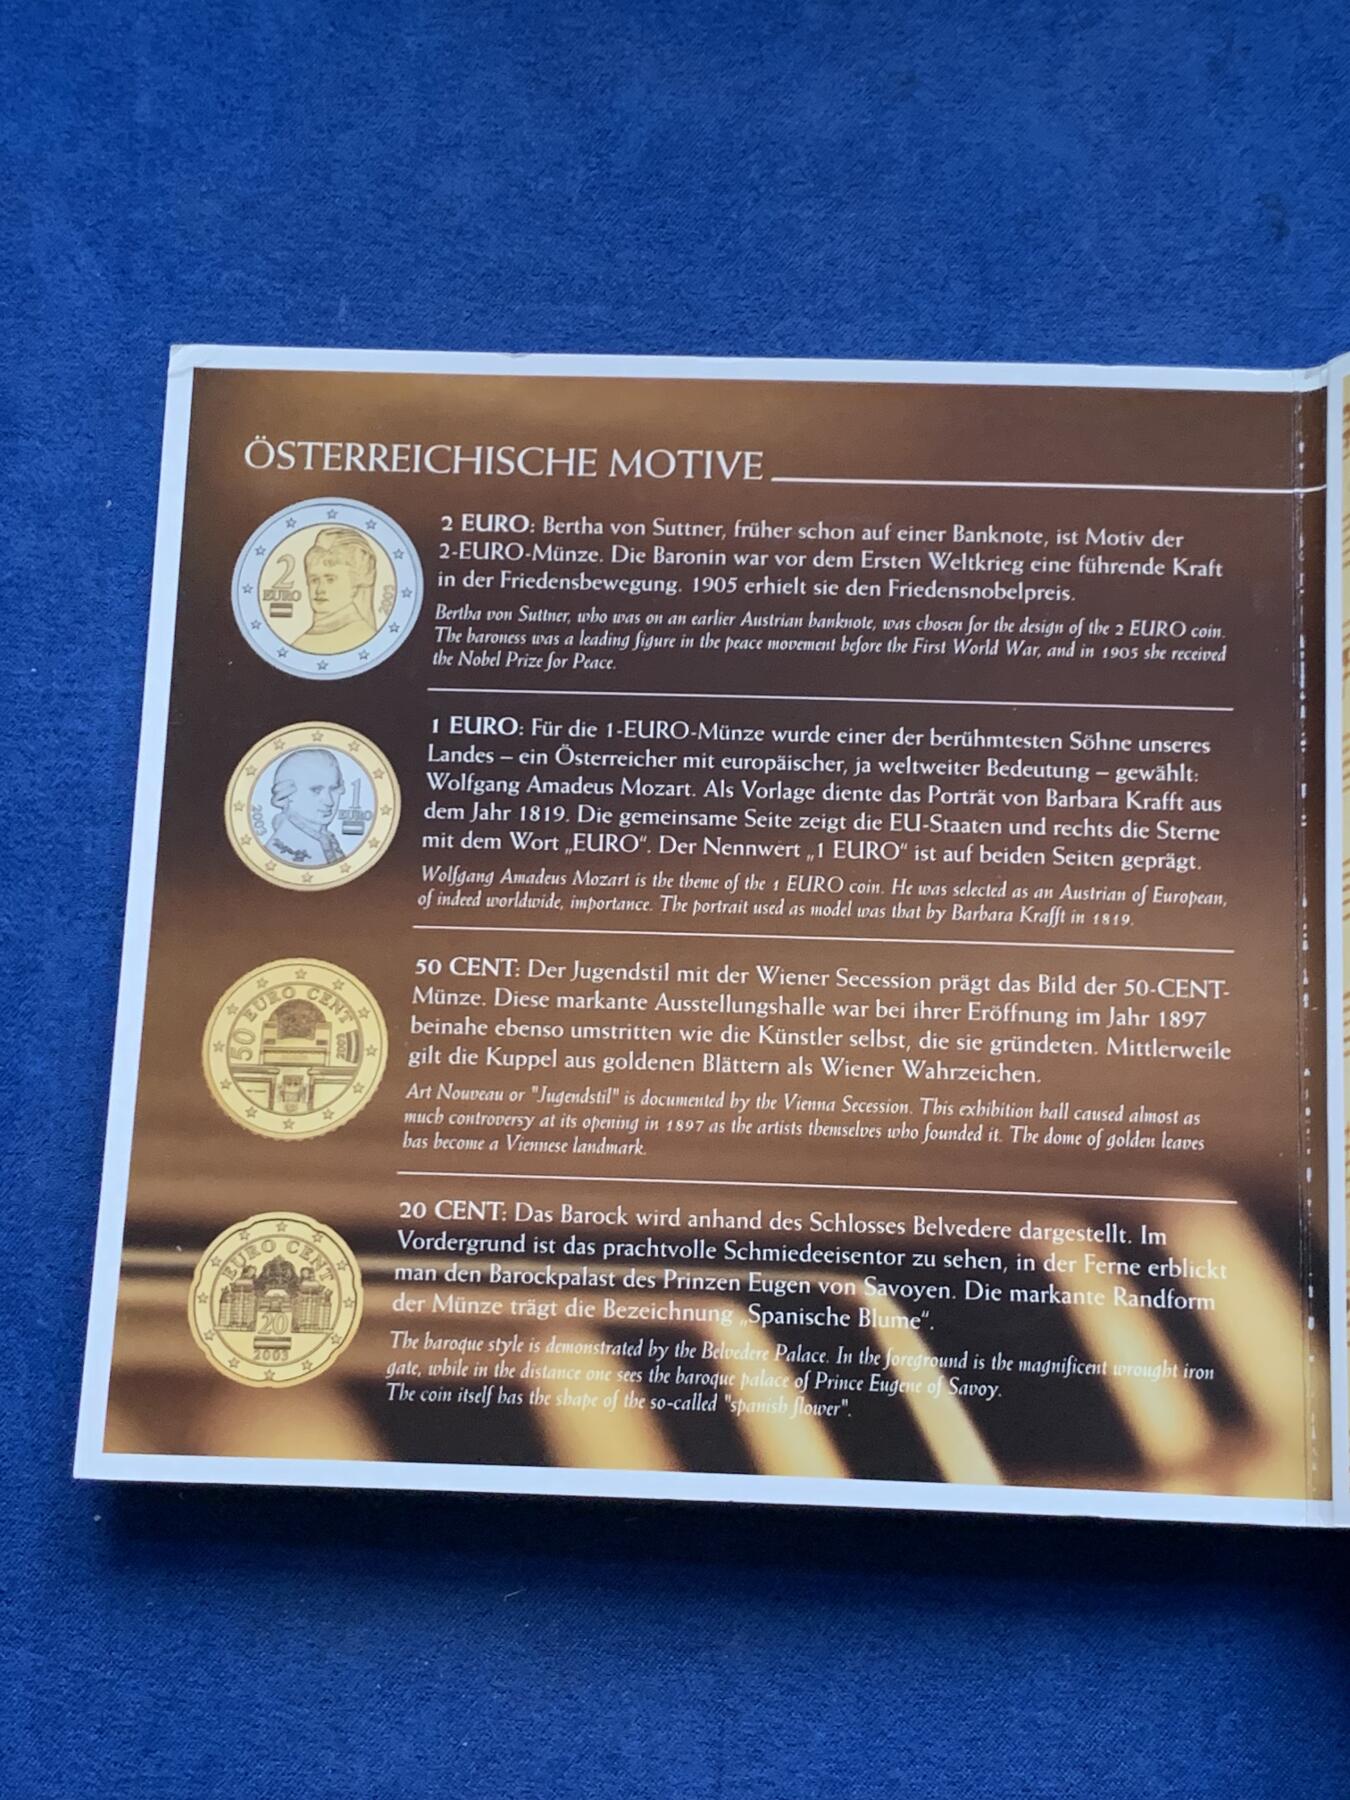 ÖSTERREICHISCHE MOTIVE
2 EURO: Bertha von Suttner, früher schon auf einer Banknote, ist Motiv der
2-EURO-Münze. Die Baronin war vor dem Ersten Weltkrieg eine führende Kraft
in der Friedensbewegung. 1905 erhielt sie den Friedensnobelpreis.
Bertha von Suttner, who was on an earlier Austrian banknote, was chosen for the design of the 2 EURO coin.
The baroness was a leading figure in the peace movement before the First World War, and in 1905 she received
the Nobel Prize for Peace.
2
EURO
2003
1 EURO: Für die 1-EURO-Münze wurde einer der berühmtesten Söhne unseres
Landes – ein Österreicher mit europäischer, ja weltweiter Bedeutung – gewählt:
Wolfgang Amadeus Mozart. Als Vorlage diente das Porträt von Barbara Krafft aus
dem Jahr 1819. Die gemeinsame Seite zeigt die EU-Staaten und rechts die Sterne
mit dem Wort „EURO“. Der Nennwert „1 EURO“ ist auf beiden Seiten geprägt.
Wolfgang Amadeus Mozart is the theme of the 1 EURO coin. He was selected as an Austrian of European,
of indeed worldwide, importance. The portrait used as model was that by Barbara Krafft in 1819.
1
EURO
2003
50 CENT: Der Jugendstil mit der Wiener Secession prägt das Bild der 50-CENT-
Münze. Diese markante Ausstellungshalle war bei ihrer Eröffnung im Jahr 1897
beinahe ebenso umstritten wie die Künstler selbst, die sie gründeten. Mittlerweile
gilt die Kuppel aus goldenen Blättern als Wiener Wahrzeichen.
Art Nouveau or "Jugendstil" is documented by the Vienna Secession. This exhibition hall caused almost as
much controversy at its opening in 1897 as the artists themselves who founded it. The dome of golden leaves
has become a Viennese landmark.
50 EURO CENT
2003
20 CENT: Das Barock wird anhand des Schlosses Belvedere dargestellt. Im
Vordergrund ist das prachtvolle Schmiedeeisentor zu sehen, in der Ferne erblickt
man den Barockpalast des Prinzen Eugen von Savoyen. Die markante Randform
der Münze trägt die Bezeichnung „Spanische Blume“.
The baroque style is demonstrated by the Belvedere Palace. In the foreground is the magnificent wrought iron
gate, while in the distance one sees the baroque palace of Prince Eugene of Savoy.
The coin itself has the shape of the so-called "spanish flower".
EURO CENT
20
2003